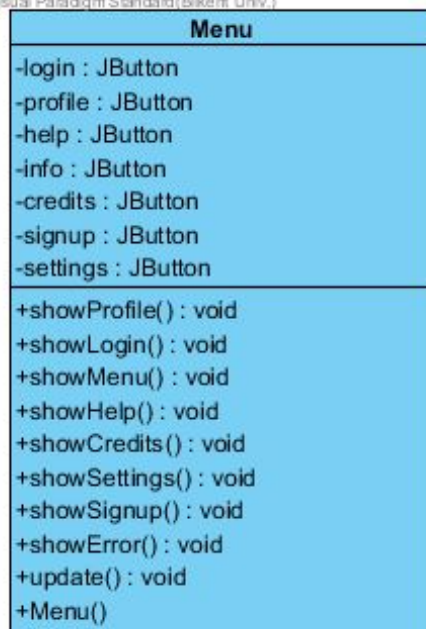 Visual Paradigm Standard(Bilkent Univ.)
Menu
-login : JButton
-profile : JButton
-help : JButton
-info : JButton
-credits : JButton
-signup : JButton
-settings : JButton
+showProfile() : void
+showLogin() : void
+showMenu() : void
+showHelp() : void
+showCredits() : void
+showSettings() : void
+showSignup() : void
+showError() : void
+update() : void
+Menu()